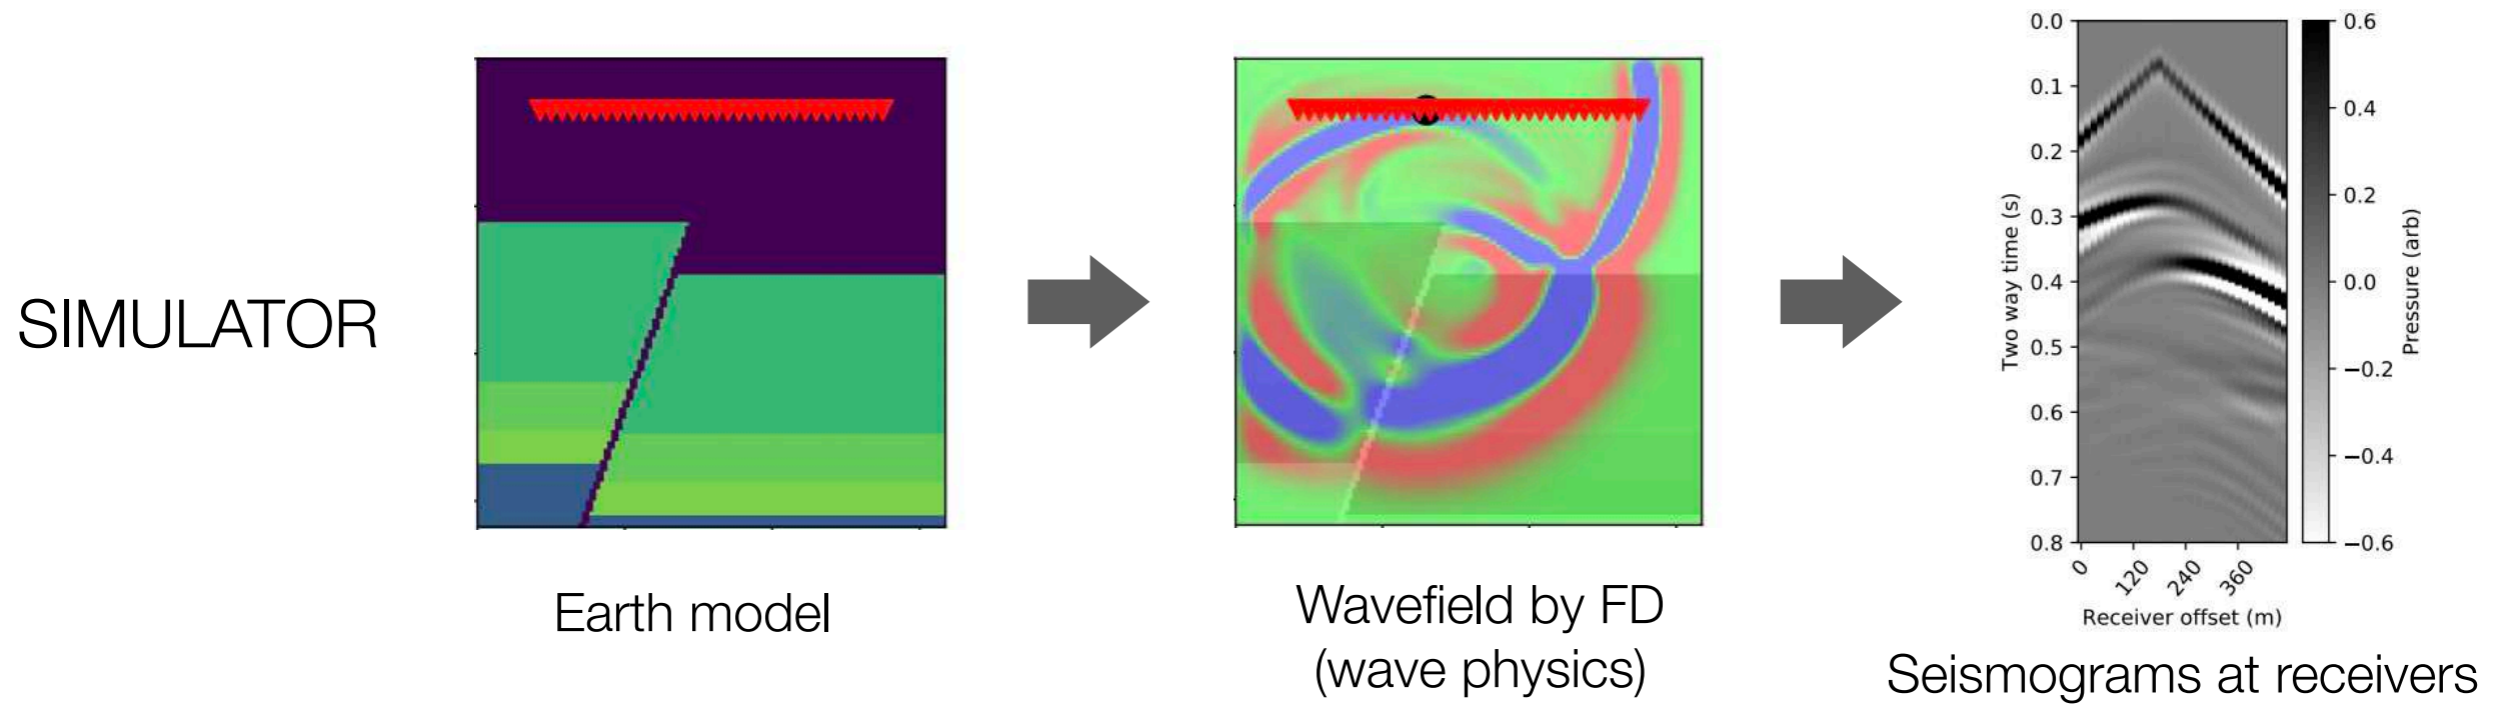 SIMULATOR
Earth model
Wavefield by FD
(wave physics)
0.0
0.1
0.2
0.3
0.4
0.5
0.6
0.7
0.8
Two way time (s)
0
120
240
360
Receiver offset (m)
0.6
0.4
0.2
0.0
−0.2
−0.4
−0.6
Pressure (arb)
Seismograms at receivers